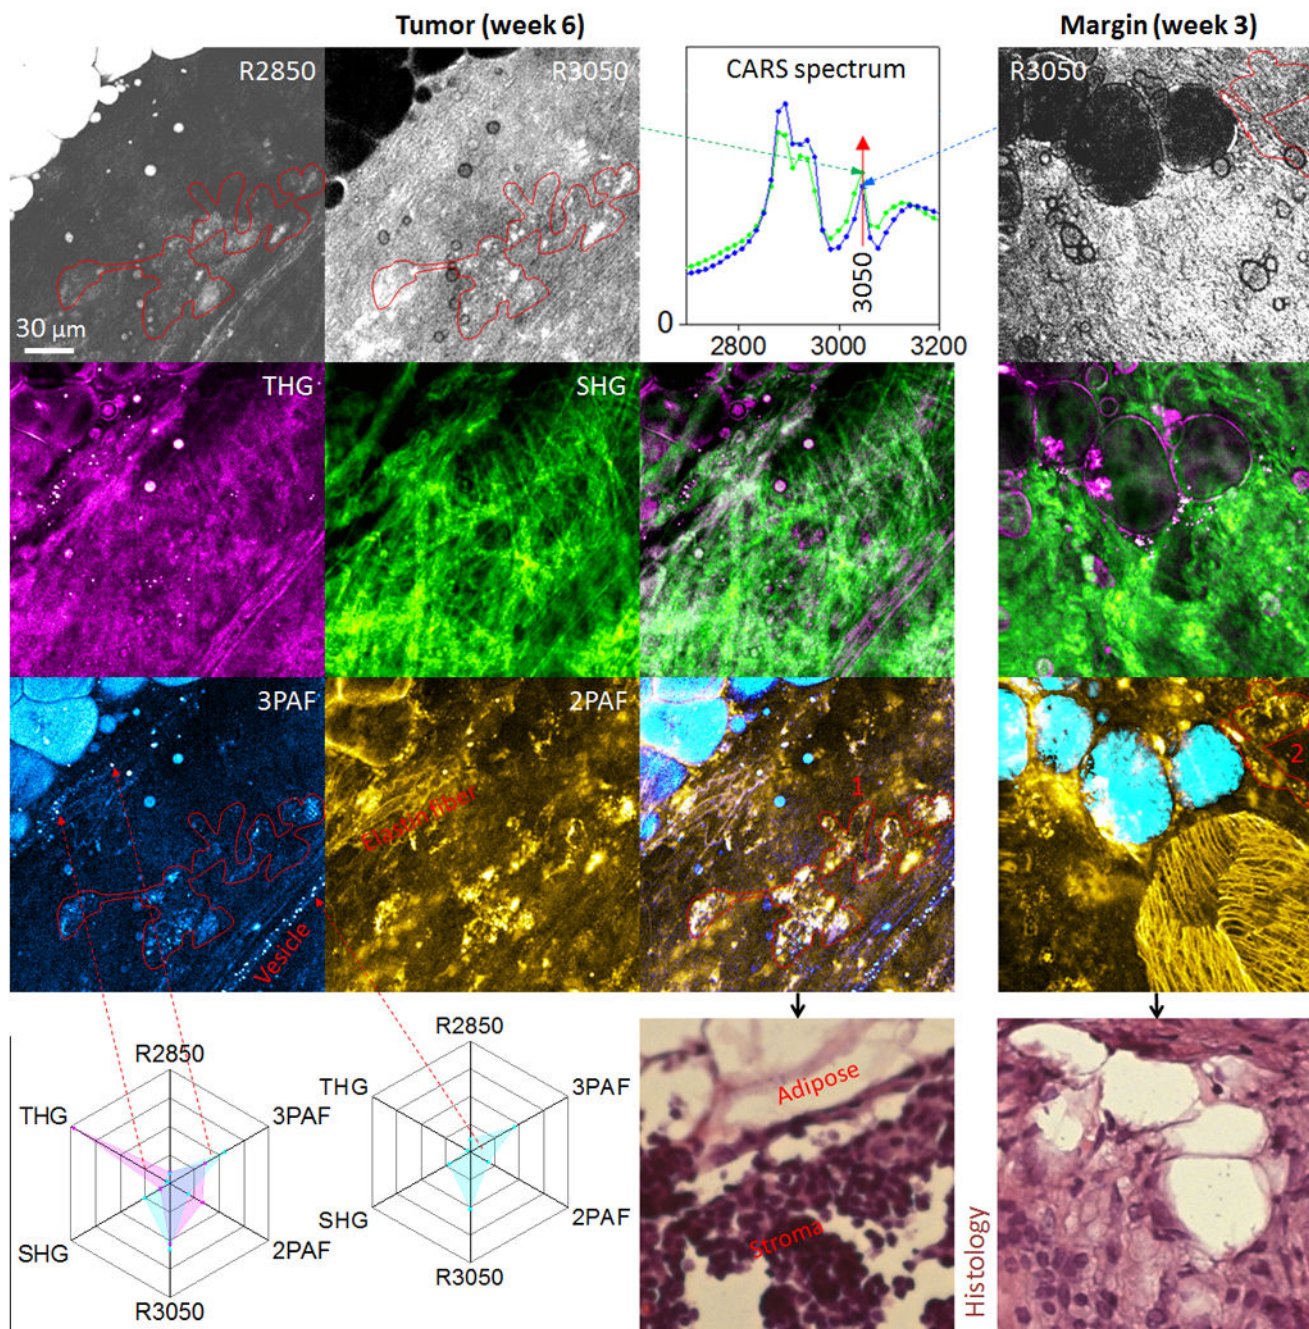 Tumor (week 6)
Margin (week 3)
R2850
R3050
CARS spectrum
R3050
30 µm
3050
0
2800
3000
3200
THG
SHG
3PAF
2PAF
Elastin fiber
Vesicle
1
2
R2850
THG
3PAF
SHG
2PAF
R3050
R2850
THG
3PAF
SHG
2PAF
R3050
Adipose
Stroma
Histology